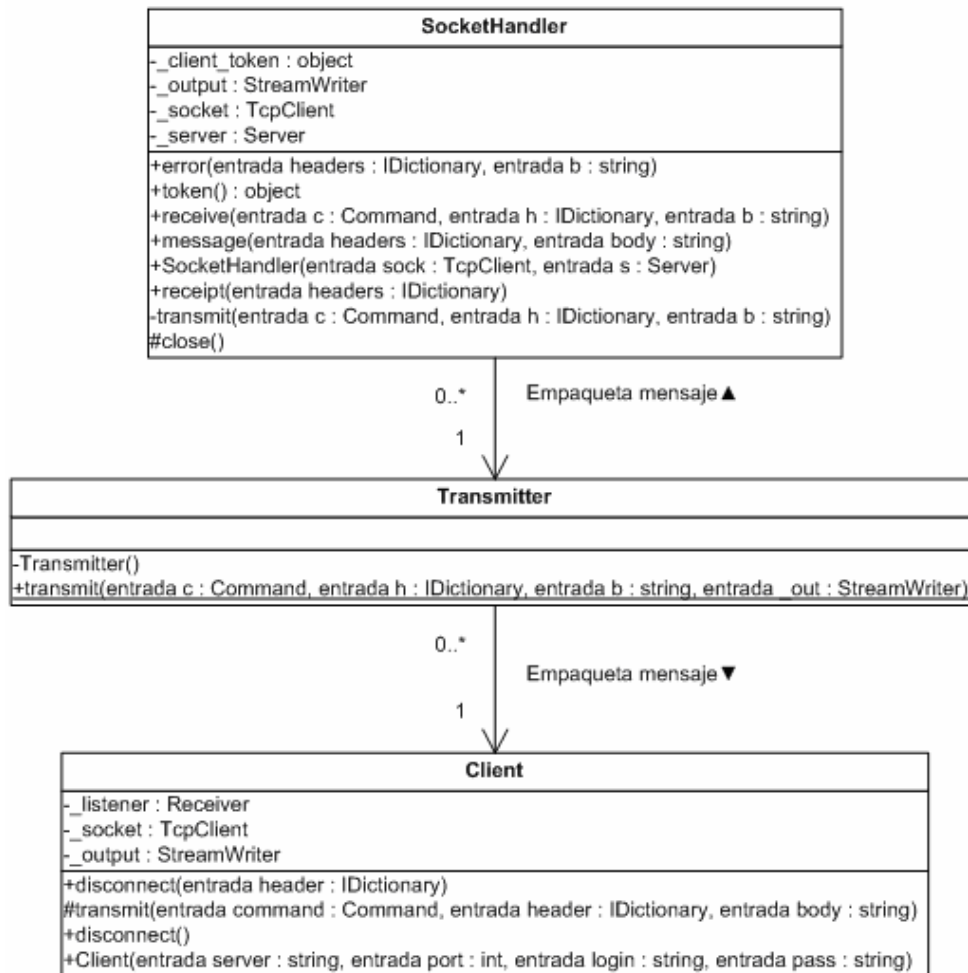 SocketHandler
-_client_token : object
-_output : StreamWriter
-_socket : TcpClient
-_server : Server
+error(entrada headers : IDictionary, entrada b : string)
+token() : object
+receive(entrada c : Command, entrada h : IDictionary, entrada b : string)
+message(entrada headers : IDictionary, entrada body : string)
+SocketHandler(entrada sock : TcpClient, entrada s : Server)
+receipt(entrada headers : IDictionary)
-transmit(entrada c : Command, entrada h : IDictionary, entrada b : string)
#close()
0..* Empaqueta mensaje▲
1
Transmitter
-Transmitter()
+transmit(entrada c : Command, entrada h : IDictionary, entrada b : string, entrada _out : StreamWriter)
0..*
Empaqueta mensaje▼
1
Client
-_listener : Receiver
-_socket : TcpClient
-_output : StreamWriter
+disconnect(entrada header : IDictionary)
#transmit(entrada command : Command, entrada header : IDictionary, entrada body : string)
+disconnect()
+Client(entrada server : string, entrada port : int, entrada login : string, entrada pass : string)